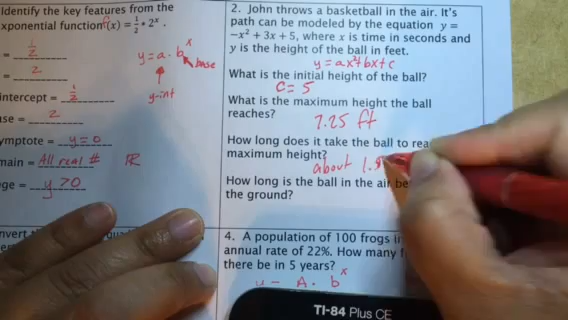 Identify the key features from the
exponential function f(x) = 1/2 • 2ˣ.
= 1/2
= 2
y = a · bˣ
base
y-int
intercept = 1/2
se = 2
ymptote = y = 0
main = All real # ℝ
ge = y > 0
2. John throws a basketball in the air. It's
path can be modeled by the equation y =
−x² + 3x + 5, where x is time in seconds and
y is the height of the ball in feet.
y = ax² + bx + c
What is the initial height of the ball?
C = 5
What is the maximum height the ball
reaches?
7.25 ft
How long does it take the ball to rea
maximum height?
about 1.5
How long is the ball in the air be
the ground?
4. A population of 100 frogs in
annual rate of 22%. How many f
there be in 5 years?
y = A · bˣ
TI-84 Plus CE